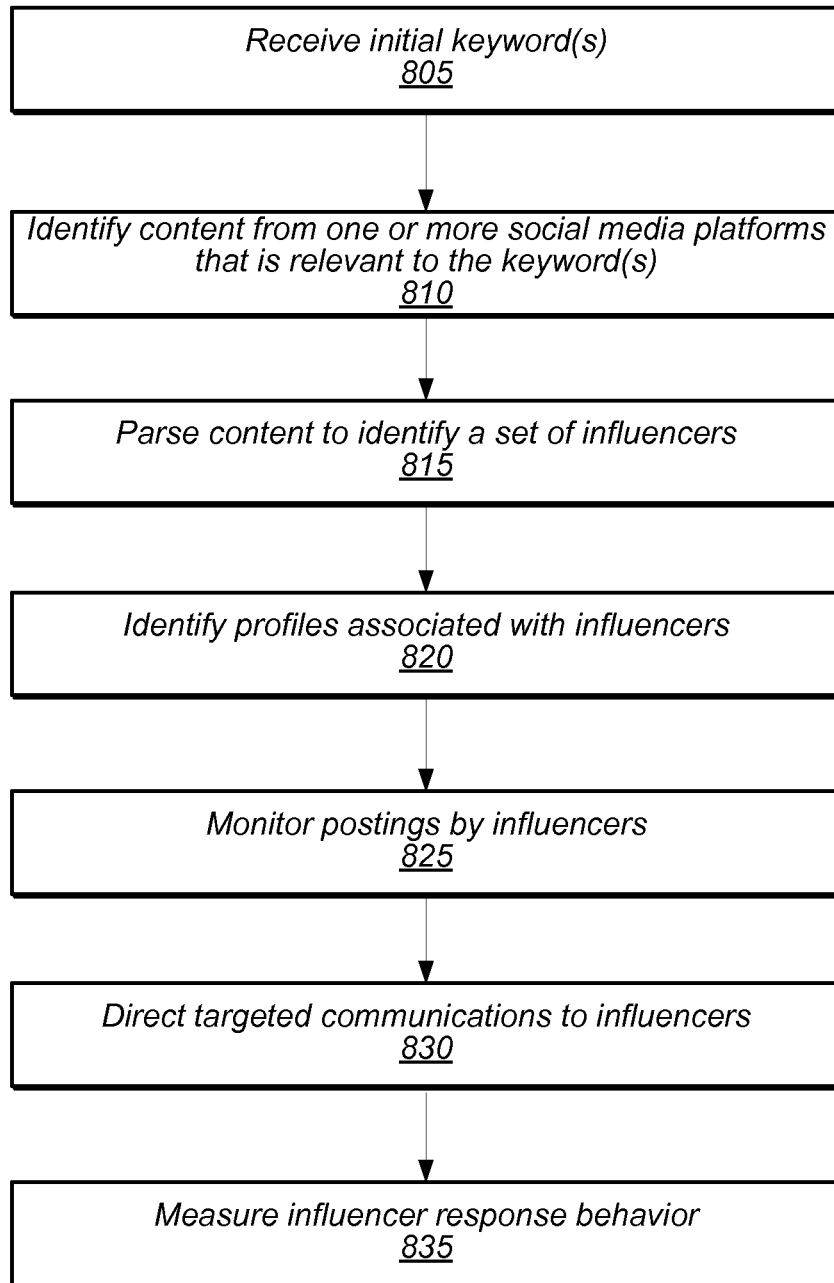 Receive initial keyword(s)
805
Identify content from one or more social media platforms
that is relevant to the keyword(s)
810
Parse content to identify a set of influencers
815
Identify profiles associated with influencers
820
Monitor postings by influencers
825
Direct targeted communications to influencers
830
Measure influencer response behavior
835